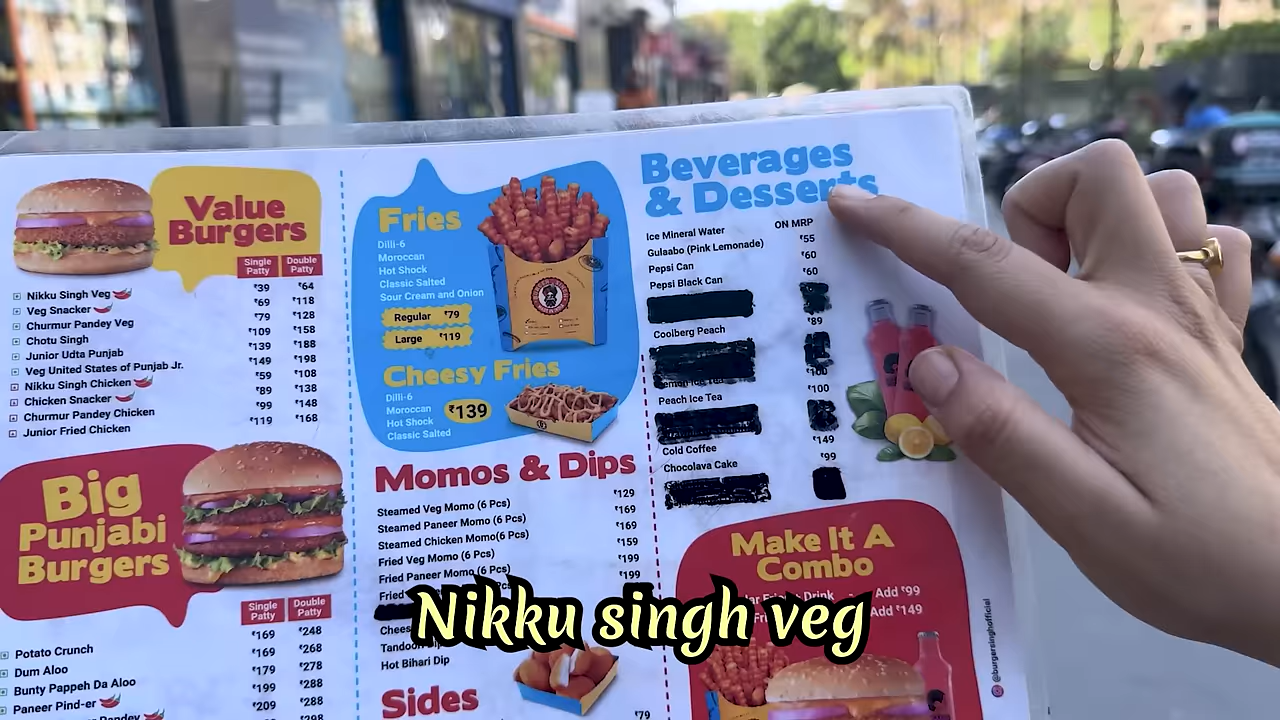 Value
Burgers
Single Patty
Double Patty
Nikku Singh Veg ₹39 ₹64
Veg Snacker ₹69 ₹118
Churmur Pandey Veg ₹79 ₹128
Chotu Singh ₹109 ₹158
Junior Udta Punjab ₹139 ₹188
Veg United States of Punjab Jr. ₹149 ₹198
Nikku Singh Chicken ₹59 ₹108
Chicken Snacker ₹89 ₹138
Churmur Pandey Chicken ₹99 ₹148
Junior Fried Chicken ₹119 ₹168
Big
Punjabi
Burgers
Single Patty
Double Patty
Potato Crunch ₹169 ₹248
Dum Aloo ₹169 ₹268
Bunty Pappeh Da Aloo ₹179 ₹278
Paneer Pind-er ₹199 ₹288
Pandey ₹209 ₹288
₹298
Fries
Dilli-6
Moroccan
Hot Shock
Classic Salted
Sour Cream and Onion
Regular ₹79
Large ₹119
Cheesy Fries
Dilli-6
Moroccan
Hot Shock
Classic Salted
₹139
Momos & Dips
Steamed Veg Momo (6 Pcs) ₹129
Steamed Paneer Momo (6 Pcs) ₹169
Steamed Chicken Momo(6 Pcs) ₹169
Fried Veg Momo (6 Pcs) ₹159
Fried Paneer Momo (6 Pcs) ₹199
₹199
Tandoori Dip
Hot Bihari Dip
Sides
₹79
Beverages
& Desserts
Ice Mineral Water ON MRP
Gulaabo (Pink Lemonade) ₹55
Pepsi Can ₹60
Pepsi Black Can ₹60
Coolberg Peach ₹89
Lemon Ice Tea ₹100
Peach Ice Tea ₹100
Cold Coffee ₹149
Chocolava Cake ₹99
Make It A
Combo
Drink Add ₹99
Add ₹149
@burgersinghofficial
Nikku singh veg